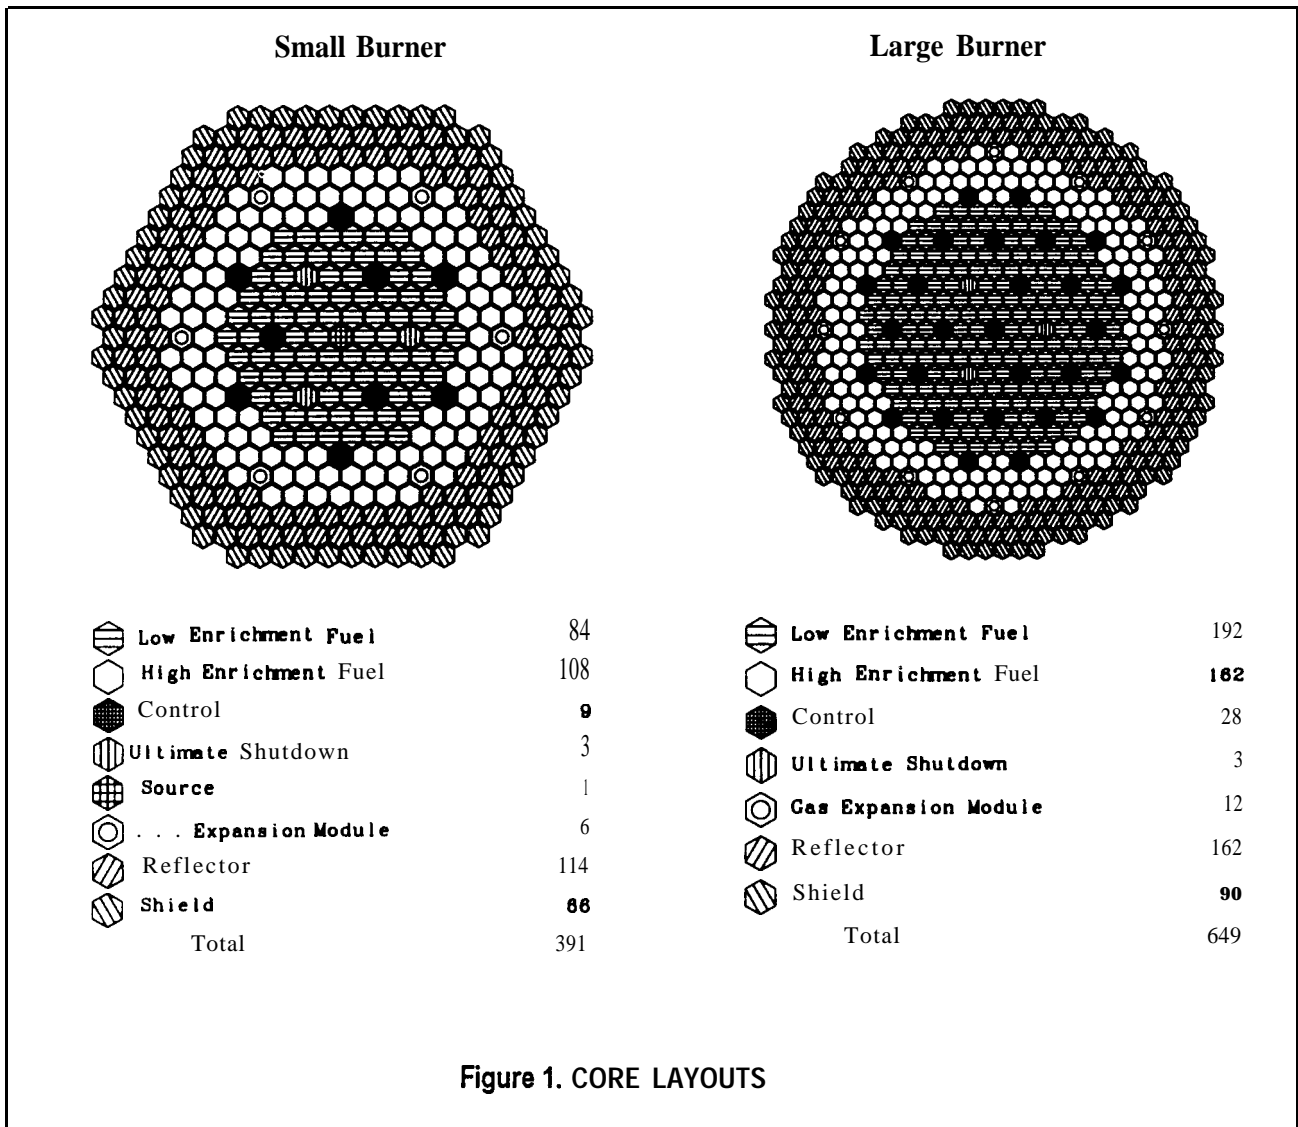 Small Burner
Large Burner
Low Enrichment Fuel 84
High Enrichment Fuel 108
Control 9
Ultimate Shutdown 3
Source 1
. . . Expansion Module 6
Reflector 114
Shield 66
Total 391
Low Enrichment Fuel 192
High Enrichment Fuel 162
Control 28
Ultimate Shutdown 3
Gas Expansion Module 12
Reflector 162
Shield 90
Total 649
Figure 1. CORE LAYOUTS